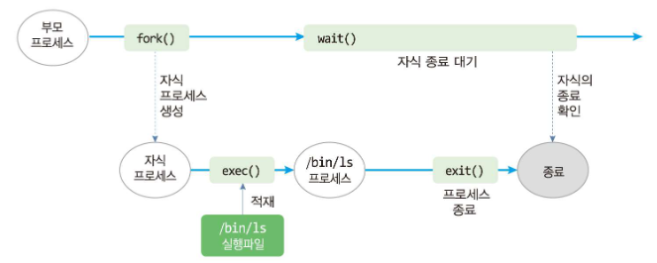 부모
프로세스
fork()
wait()
자식 종료 대기
자식
프로세스
생성
자식의
종료
확인
자식
프로세스
exec()
/bin/ls
프로세스
exit()
종료
적재
프로세스
종료
/bin/ls
실행파일